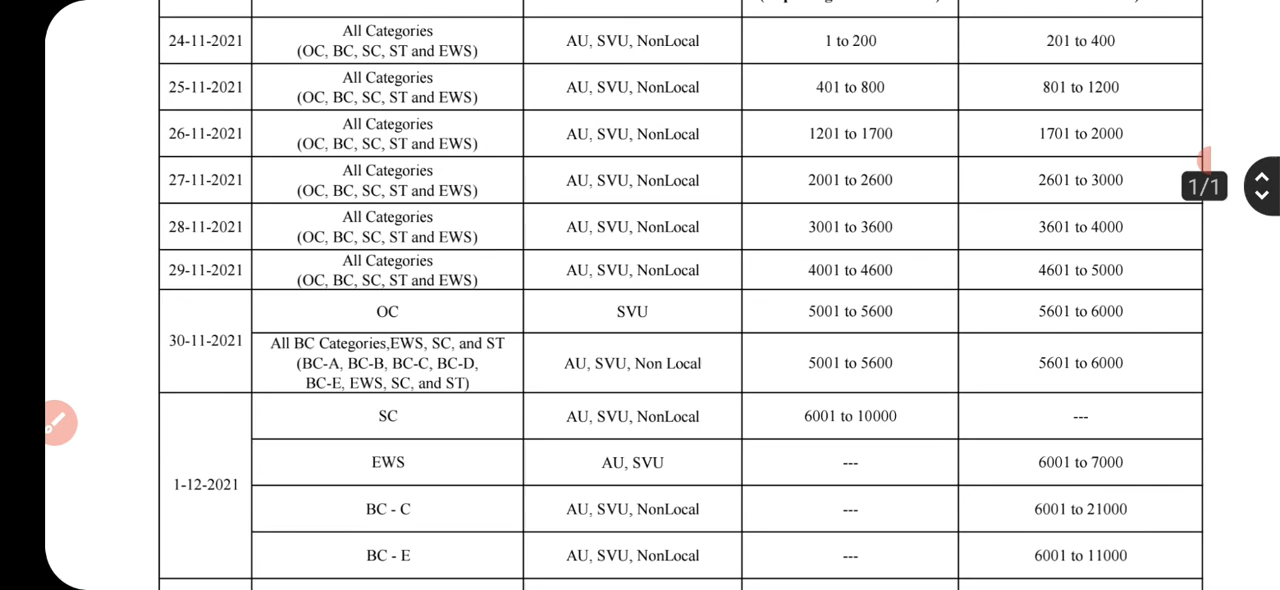 24-11-2021
All Categories
(OC, BC, SC, ST and EWS)
AU, SVU, NonLocal
1 to 200
201 to 400
25-11-2021
All Categories
(OC, BC, SC, ST and EWS)
AU, SVU, NonLocal
401 to 800
801 to 1200
26-11-2021
All Categories
(OC, BC, SC, ST and EWS)
AU, SVU, NonLocal
1201 to 1700
1701 to 2000
27-11-2021
All Categories
(OC, BC, SC, ST and EWS)
AU, SVU, NonLocal
2001 to 2600
2601 to 3000
1/1
28-11-2021
All Categories
(OC, BC, SC, ST and EWS)
AU, SVU, NonLocal
3001 to 3600
3601 to 4000
29-11-2021
All Categories
(OC, BC, SC, ST and EWS)
AU, SVU, NonLocal
4001 to 4600
4601 to 5000
30-11-2021
OC
SVU
5001 to 5600
5601 to 6000
All BC Categories,EWS, SC, and ST
(BC-A, BC-B, BC-C, BC-D,
BC-E, EWS, SC, and ST)
AU, SVU, Non Local
5001 to 5600
5601 to 6000
1-12-2021
SC
AU, SVU, NonLocal
6001 to 10000
---
EWS
AU, SVU
---
6001 to 7000
BC - C
AU, SVU, NonLocal
---
6001 to 21000
BC - E
AU, SVU, NonLocal
---
6001 to 11000